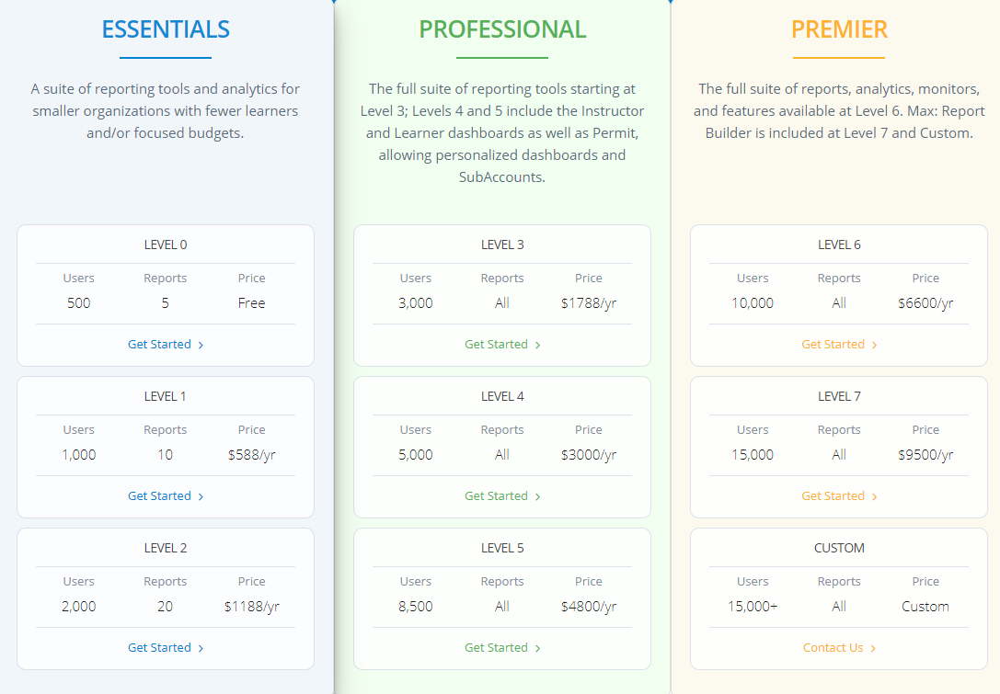 ESSENTIALS
A suite of reporting tools and analytics for
smaller organizations with fewer learners
and/or focused budgets.
LEVEL 0
Users Reports Price
500 5 Free
Get Started >
LEVEL 1
Users Reports Price
1,000 10 $588/yr
Get Started >
LEVEL 2
Users Reports Price
2,000 20 $1188/yr
Get Started >
PROFESSIONAL
The full suite of reporting tools starting at
Level 3; Levels 4 and 5 include the Instructor
and Learner dashboards as well as Permit,
allowing personalized dashboards and
SubAccounts.
LEVEL 3
Users Reports Price
3,000 All $1788/yr
Get Started >
LEVEL 4
Users Reports Price
5,000 All $3000/yr
Get Started >
LEVEL 5
Users Reports Price
8,500 All $4800/yr
Get Started >
PREMIER
The full suite of reports, analytics, monitors,
and features available at Level 6. Max: Report
Builder is included at Level 7 and Custom.
LEVEL 6
Users Reports Price
10,000 All $6600/yr
Get Started >
LEVEL 7
Users Reports Price
15,000 All $9500/yr
Get Started >
CUSTOM
Users Reports Price
15,000+ All Custom
Contact Us >